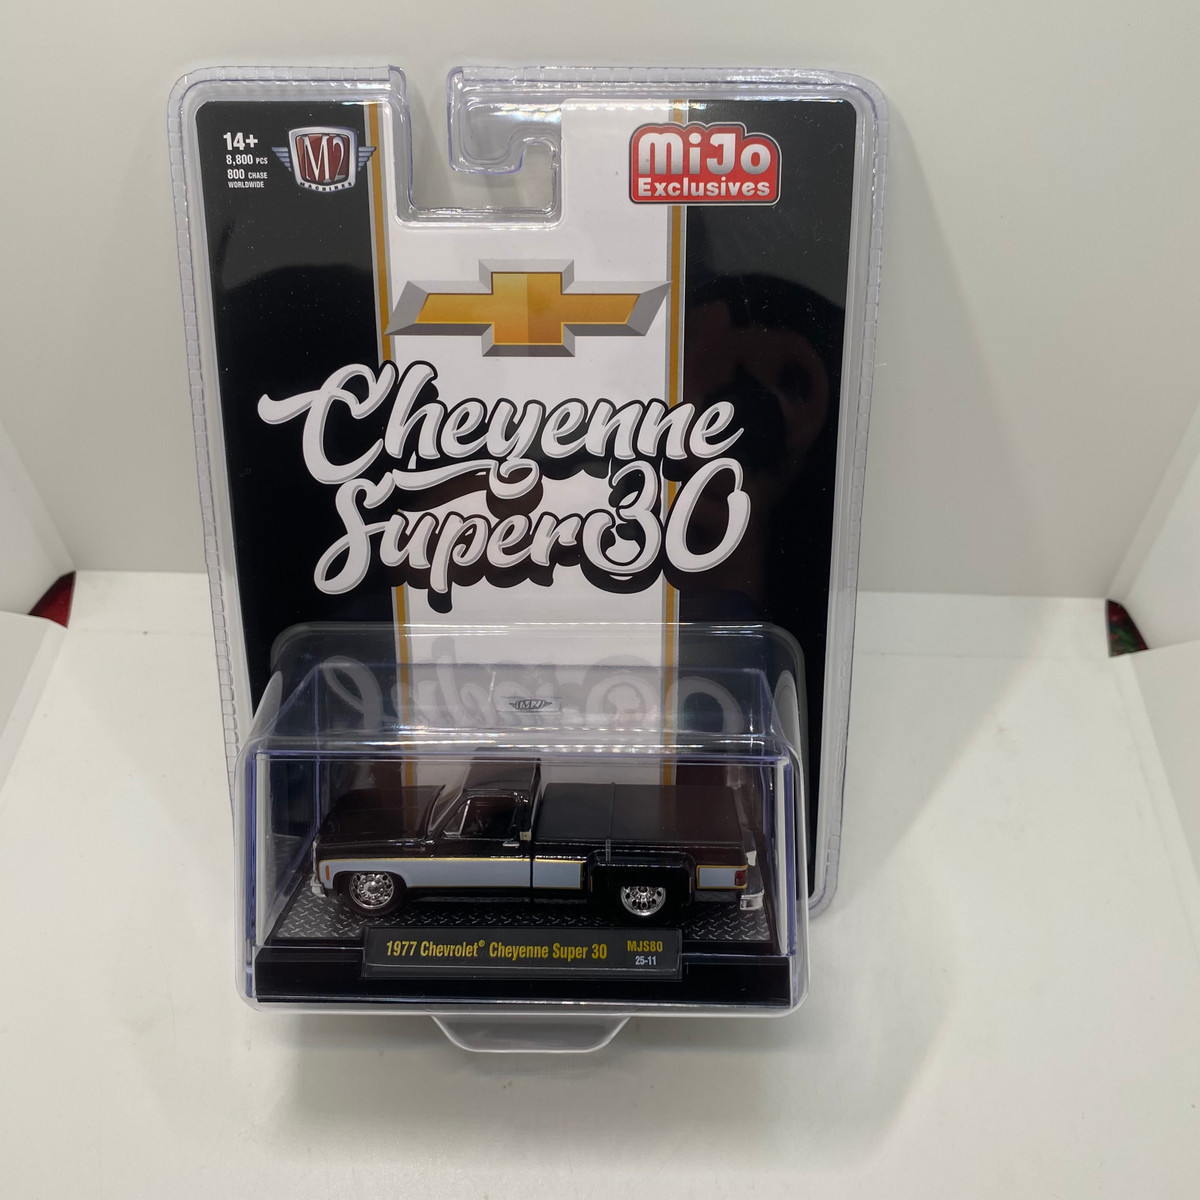 14+
8,800 PCS
800 CHASE
WORLDWIDE
M2
MACHINES
MiJo
Exclusives
Cheyenne
Super 30
M2
1977 Chevrolet® Cheyenne Super 30
MJS80
25-11